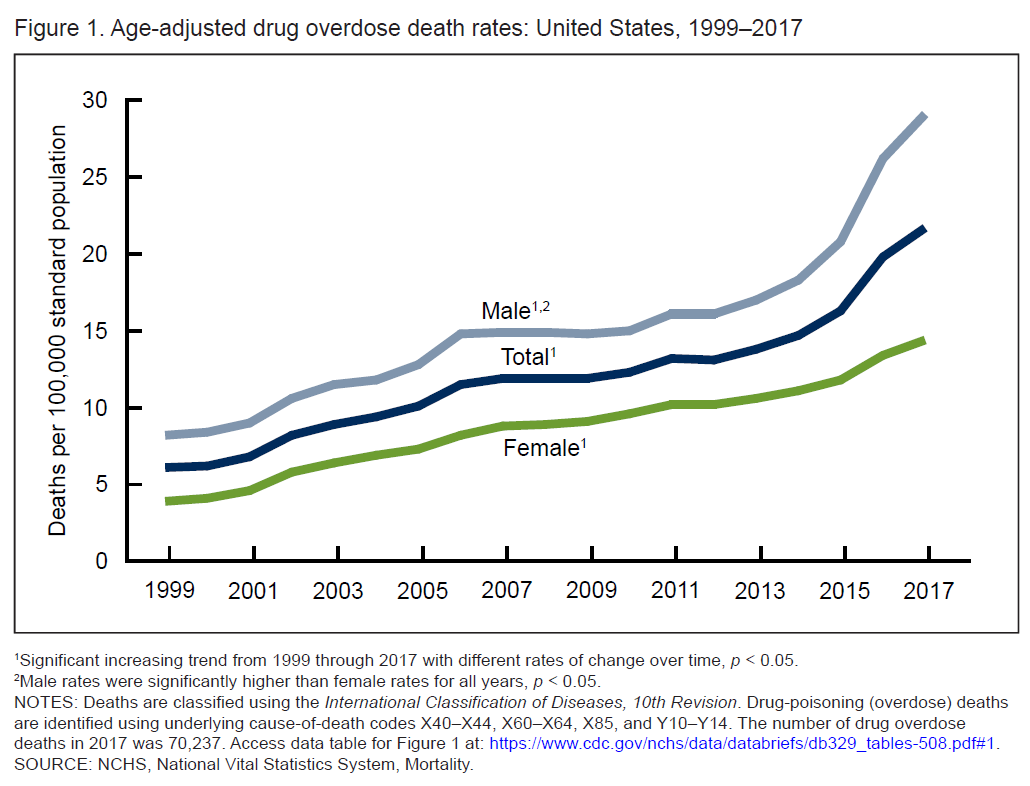 Figure 1. Age-adjusted drug overdose death rates: United States, 1999–2017
Deaths per 100,000 standard population
30
25
20
15
10
5
0
Male1,2
Total1
Female1
1999 2001 2003 2005 2007 2009 2011 2013 2015 2017
1Significant increasing trend from 1999 through 2017 with different rates of change over time, p < 0.05.
2Male rates were significantly higher than female rates for all years, p < 0.05.
NOTES: Deaths are classified using the International Classification of Diseases, 10th Revision. Drug-poisoning (overdose) deaths
are identified using underlying cause-of-death codes X40–X44, X60–X64, X85, and Y10–Y14. The number of drug overdose
deaths in 2017 was 70,237. Access data table for Figure 1 at: https://www.cdc.gov/nchs/data/databriefs/db329_tables-508.pdf#1.
SOURCE: NCHS, National Vital Statistics System, Mortality.